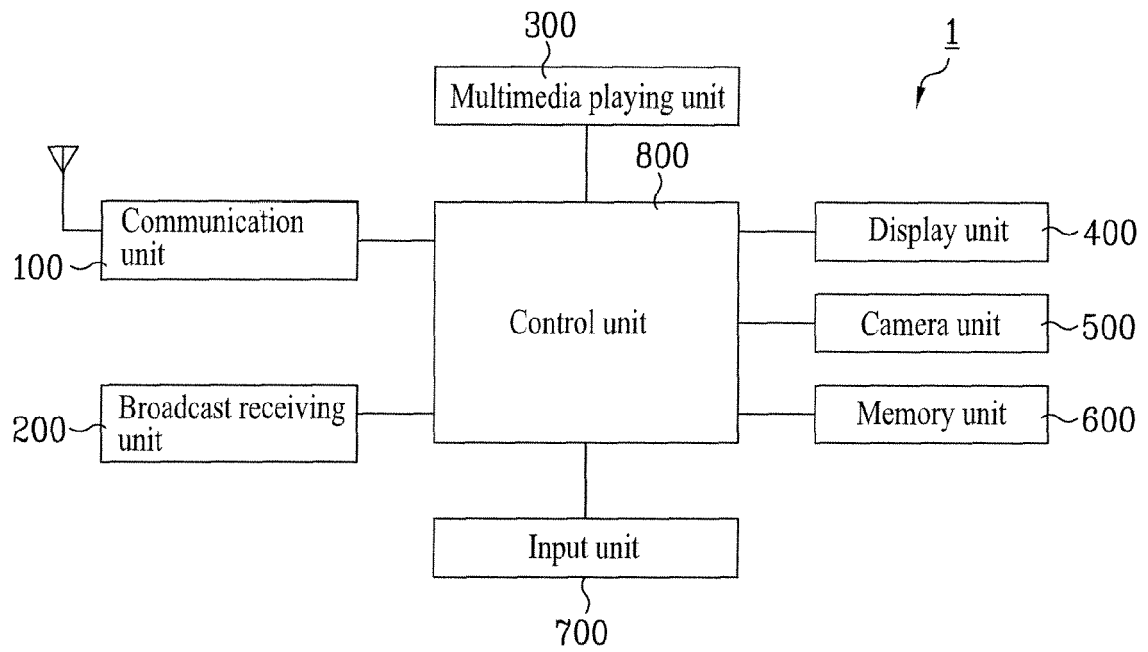 300
1
Multimedia playing unit
800
Communication
unit
100
Display unit
400
Control unit
Camera unit
500
Broadcast receiving
unit
200
Memory unit
600
Input unit
700